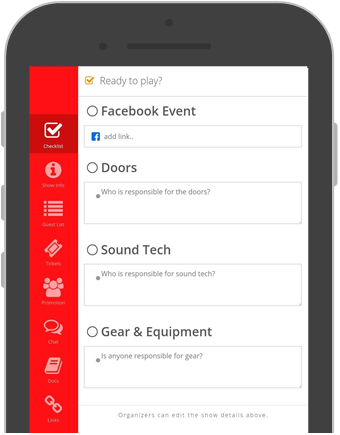 Ready to play?
Facebook Event
add link..
Doors
Who is responsible for the doors?
Sound Tech
Who is responsible for sound tech?
Gear & Equipment
Is anyone responsible for gear?
Organizers can edit the show details above.
Checklist
Show Info
Guest List
Tickets
Promotion
Chat
Docs
Links